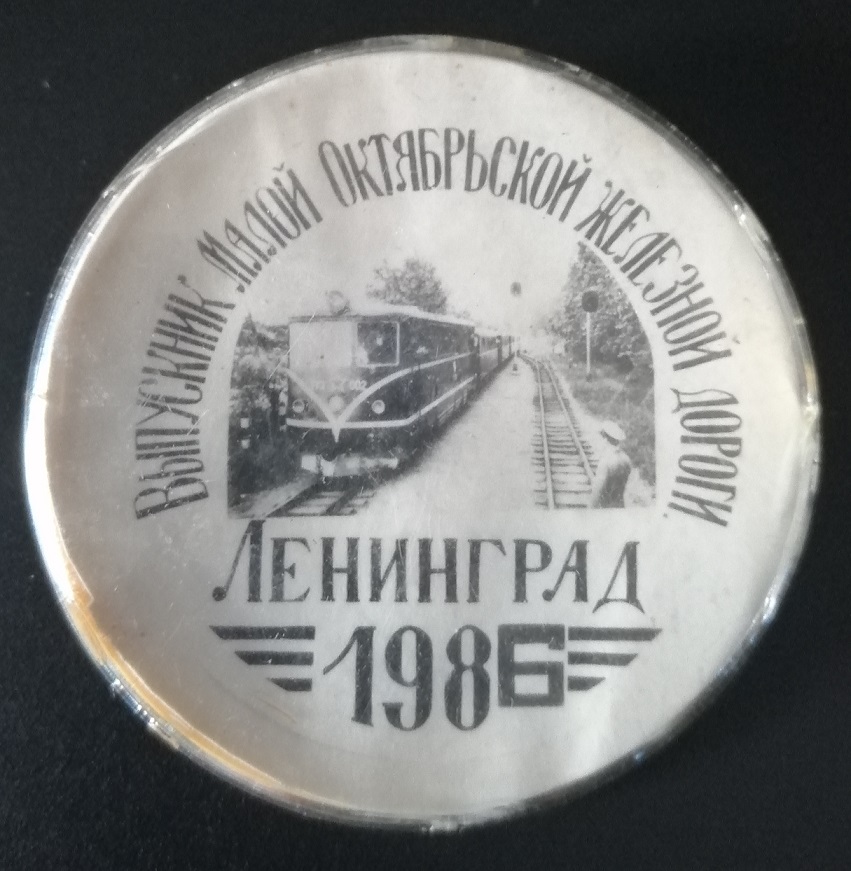 Выпускник Малой Октябрьской железной дороги
Ленинград
1986